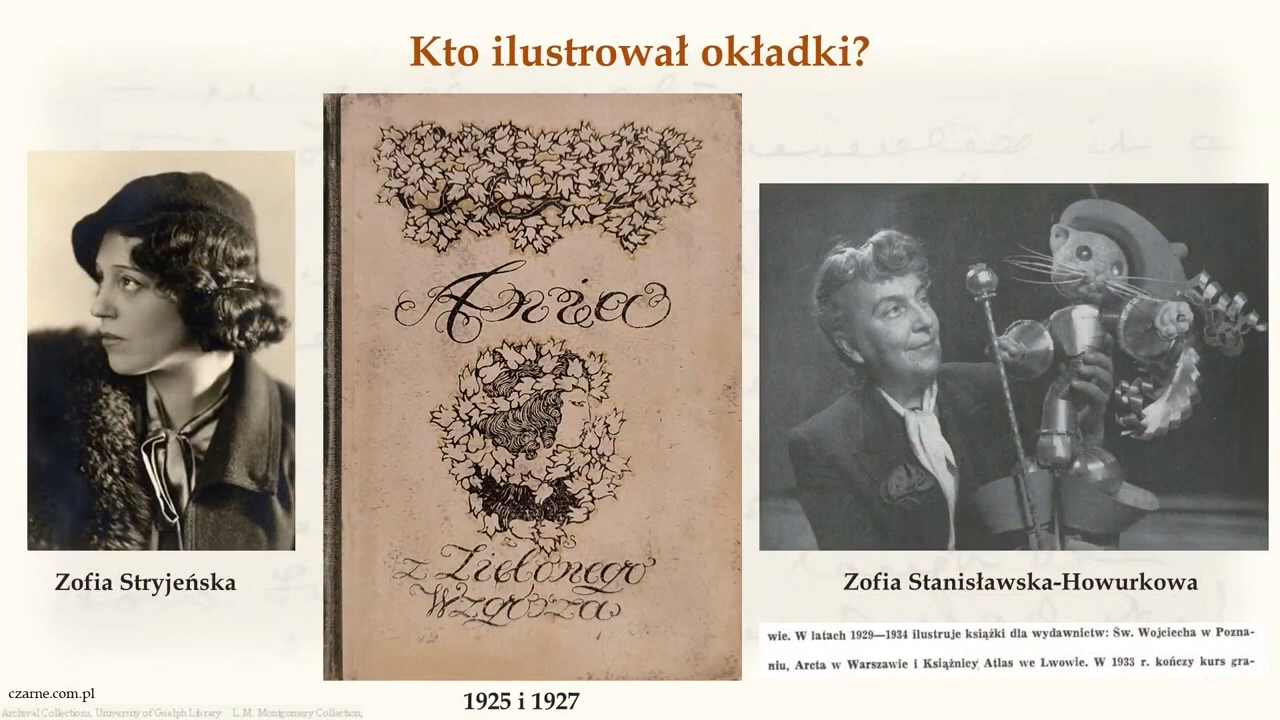 Kto ilustrował okładki?
Ania
z Zielonego
Wzgórza
Zofia Stryjeńska
Zofia Stanisławska-Howurkowa
wie. W latach 1929—1934 ilustruje książki dla wydawnictw: Św. Wojciecha w Pozna-
niu, Arcta w Warszawie i Książnicy Atlas we Lwowie. W 1933 r. kończy kurs gra-
1925 i 1927
czarne.com.pl
Archival Collections, University of Guelph Library L.M. Montgomery Collection,